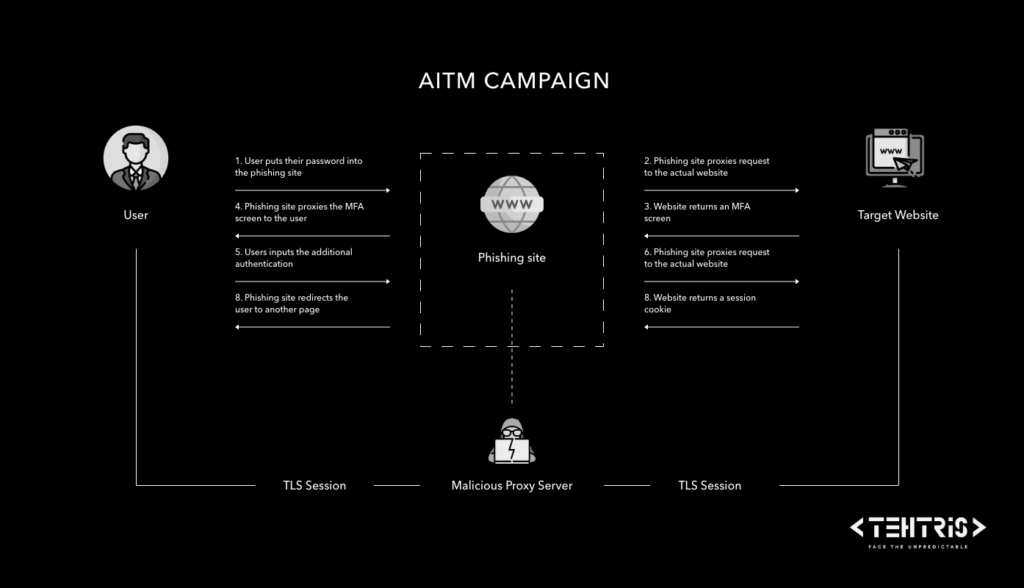 AITM CAMPAIGN
1. User puts their password into
the phishing site
4. Phishing site proxies the MFA
screen to the user
5. Users inputs the additional
authentication
8. Phishing site redirects the
user to another page
User
WWW
Phishing site
2. Phishing site proxies request
to the actual website
3. Website returns an MFA
screen
6. Phishing site proxies request
to the actual website
8. Website returns a session
cookie
WWW
Target Website
TLS Session
Malicious Proxy Server
TLS Session
<TEHTRIS>
FACE THE UNPREDICTABLE